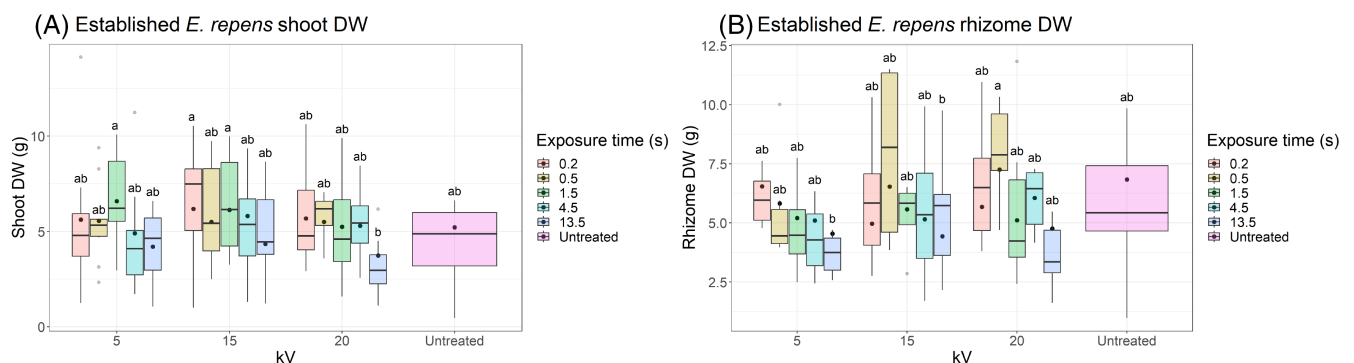 (A) Established E. repens shoot DW
Shoot DW (g)
10
5
0
ab
ab
a
ab
ab
a
ab
a
ab
ab
ab
ab
ab
ab
b
ab
5
15
20
Untreated
kV
Exposure time (s)
0.2
0.5
1.5
4.5
13.5
Untreated
(B) Established E. repens rhizome DW
Rhizome DW (g)
12.5
10.0
7.5
5.0
2.5
ab
ab
ab
ab
b
ab
ab
ab
ab
b
ab
a
ab
ab
ab
ab
5
15
20
Untreated
kV
Exposure time (s)
0.2
0.5
1.5
4.5
13.5
Untreated